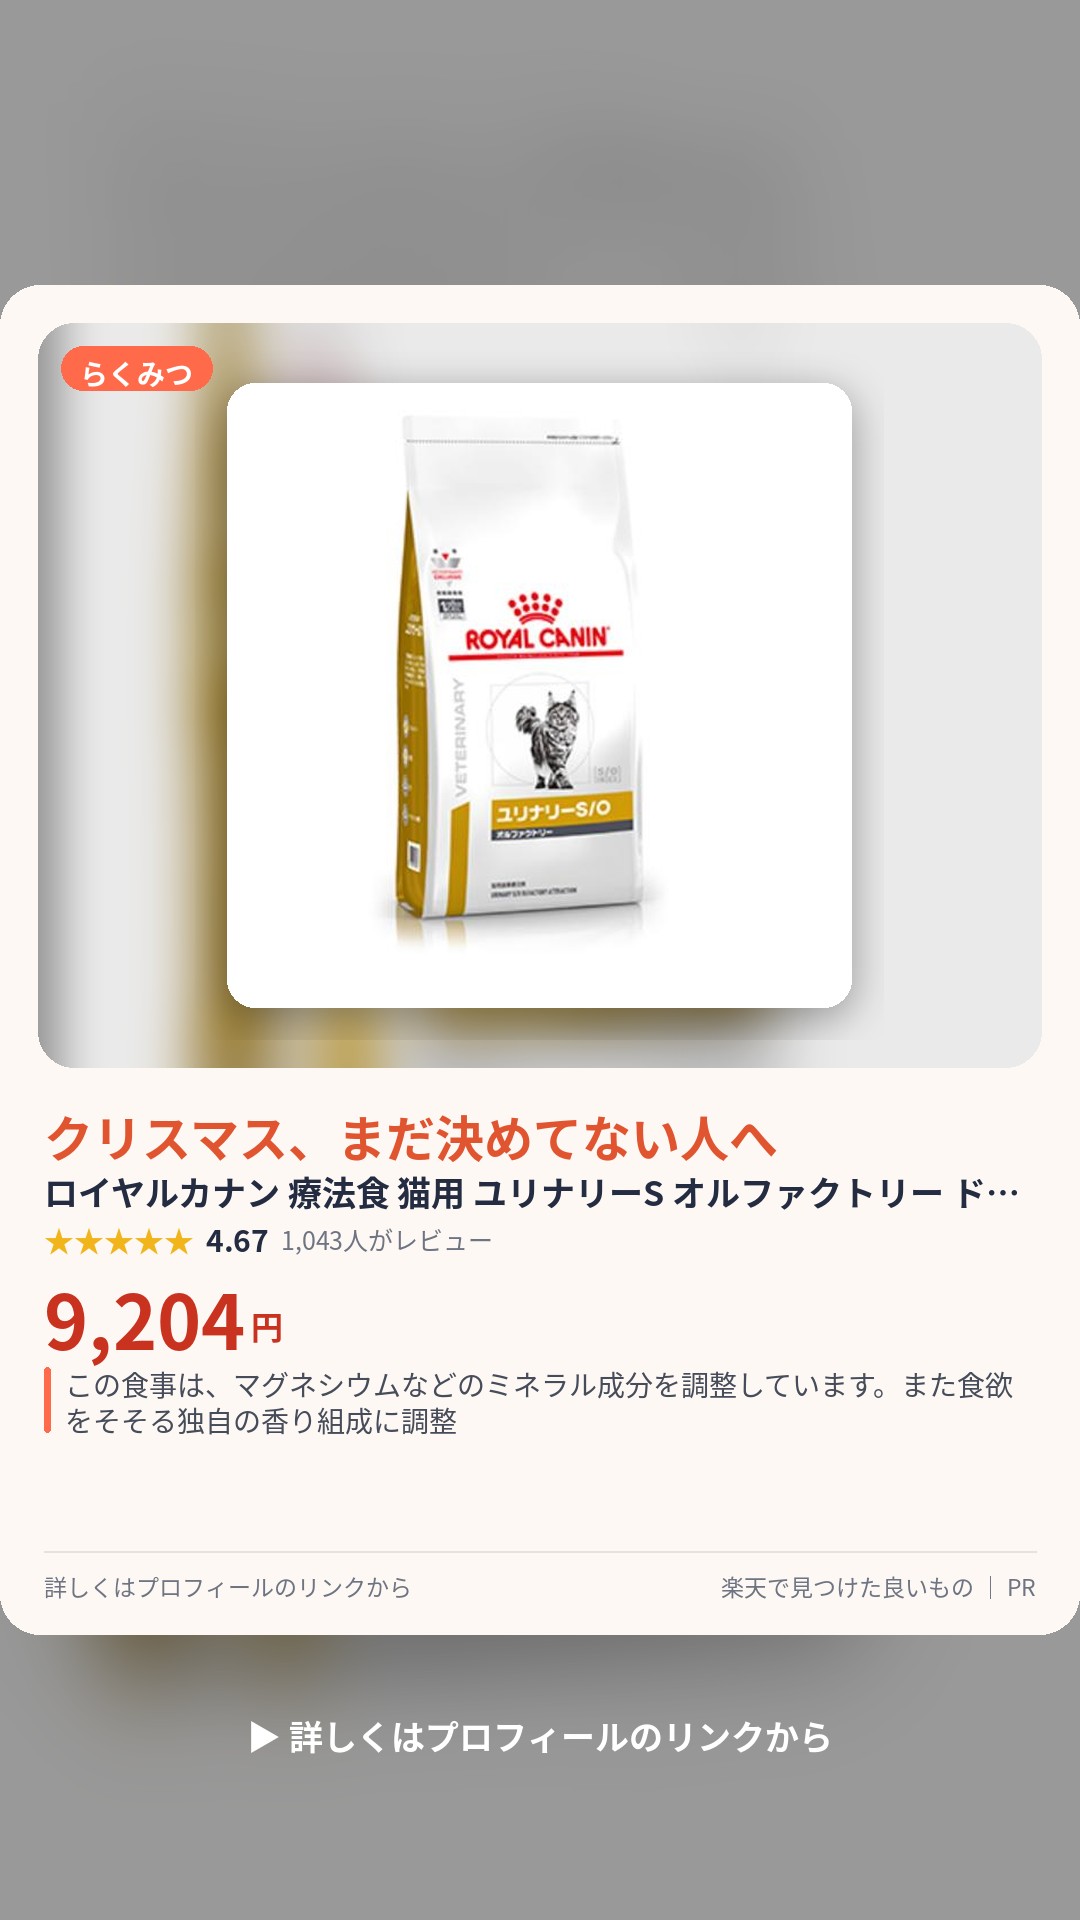 らくみつ
ROYAL CANIN
VETERINARY
S/O
ユリナリーS/O
オルファクトリー
クリスマス、まだ決めてない人へ
ロイヤルカナン 療法食 猫用 ユリナリーS オルファクトリー ド…
★★★★★ 4.67 1,043人がレビュー
9,204円
この食事は、マグネシウムなどのミネラル成分を調整しています。また食欲
をそそる独自の香り組成に調整
詳しくはプロフィールのリンクから
楽天で見つけた良いもの | PR
▶ 詳しくはプロフィールのリンクから